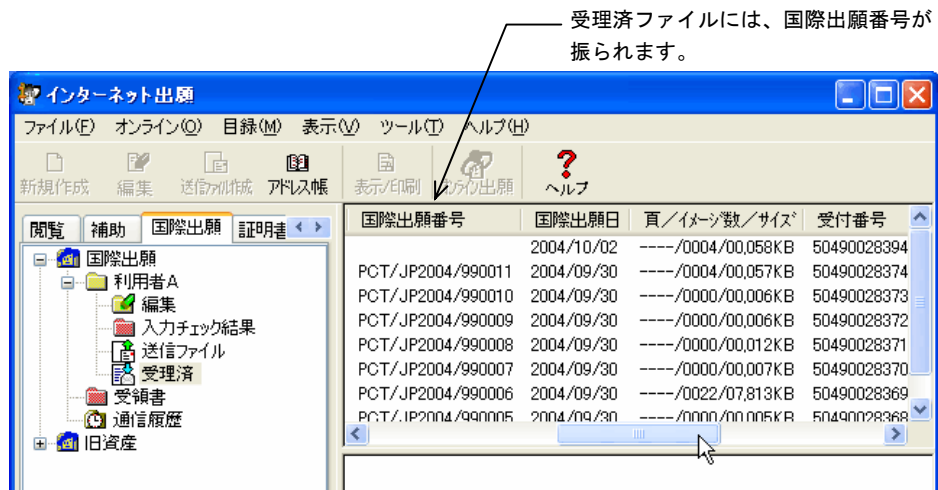 受理済ファイルには、国際出願番号が
振られます。
インターネット出願
ファイル(F) オンライン(O) 目録(M) 表示(V) ツール(T) ヘルプ(H)
新規作成 編集 送信ファイル作成 アドレス帳 表示/印刷 オンライン出願 ヘルプ
閲覧 補助 国際出願 証明書
国際出願
利用者A
編集
入力チェック結果
送信ファイル
受理済
受領書
通信履歴
旧資産
国際出願番号 国際出願日 頁/イメージ数/サイズ 受付番号
2004/10/02 ----/0004/00,058KB 50490028394
PCT/JP2004/990011 2004/09/30 ----/0004/00,057KB 50490028374
PCT/JP2004/990010 2004/09/30 ----/0000/00,006KB 50490028373
PCT/JP2004/990009 2004/09/30 ----/0000/00,006KB 50490028372
PCT/JP2004/990008 2004/09/30 ----/0000/00,012KB 50490028371
PCT/JP2004/990007 2004/09/30 ----/0000/00,007KB 50490028370
PCT/JP2004/990006 2004/09/30 ----/0022/07,813KB 50490028369
PCT/JP2004/990005 2004/09/30 ----/0000/00,005KB 50490028368